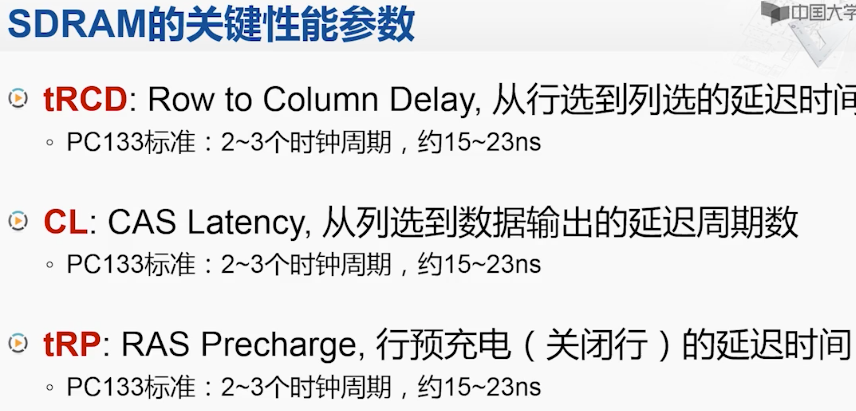 SDRAM的关键性能参数
中国大学
tRCD: Row to Column Delay, 从行选到列选的延迟时间
PC133标准：2~3个时钟周期，约15~23ns
CL: CAS Latency, 从列选到数据输出的延迟周期数
PC133标准：2~3个时钟周期，约15~23ns
tRP: RAS Precharge, 行预充电（关闭行）的延迟时间
PC133标准：2~3个时钟周期，约15~23ns